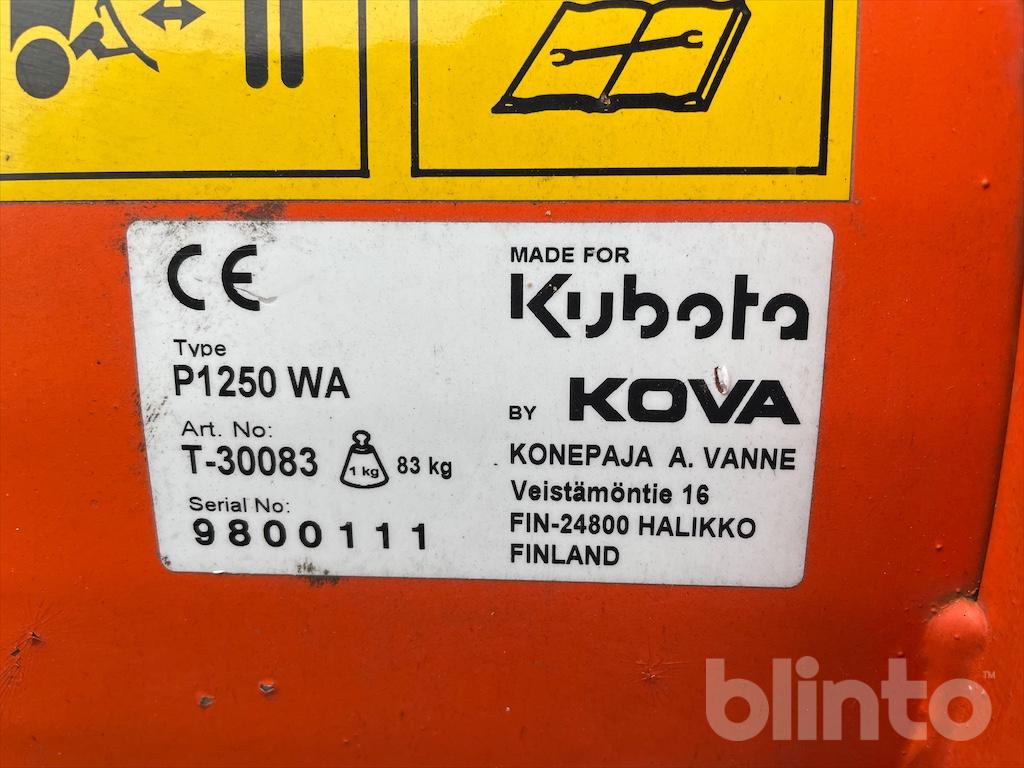 CE
Type
P1250 WA
Art. No:
T-30083
1 kg
83 kg
Serial No:
9800111
MADE FOR
Kubota
BY KOVA
KONEPAJA A. VANNE
Veistämöntie 16
FIN-24800 HALIKKO
FINLAND
blinto™